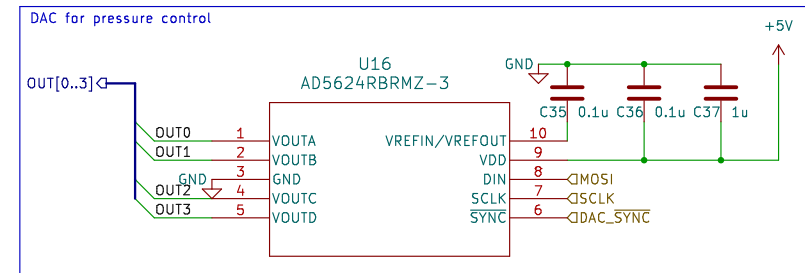 DAC for pressure control
+5V
U16
AD5624RBRMZ-3
GND
OUT[0..3]
C35 0.1u C36 0.1u C37 1u
OUT0 1 VOUTA VREFIN/VREFOUT 10
OUT1 2 VOUTB VDD 9
GND 3 GND DIN 8 MOSI
OUT2 4 VOUTC SCLK 7 SCLK
OUT3 5 VOUTD SYNC 6 DAC_SYNC